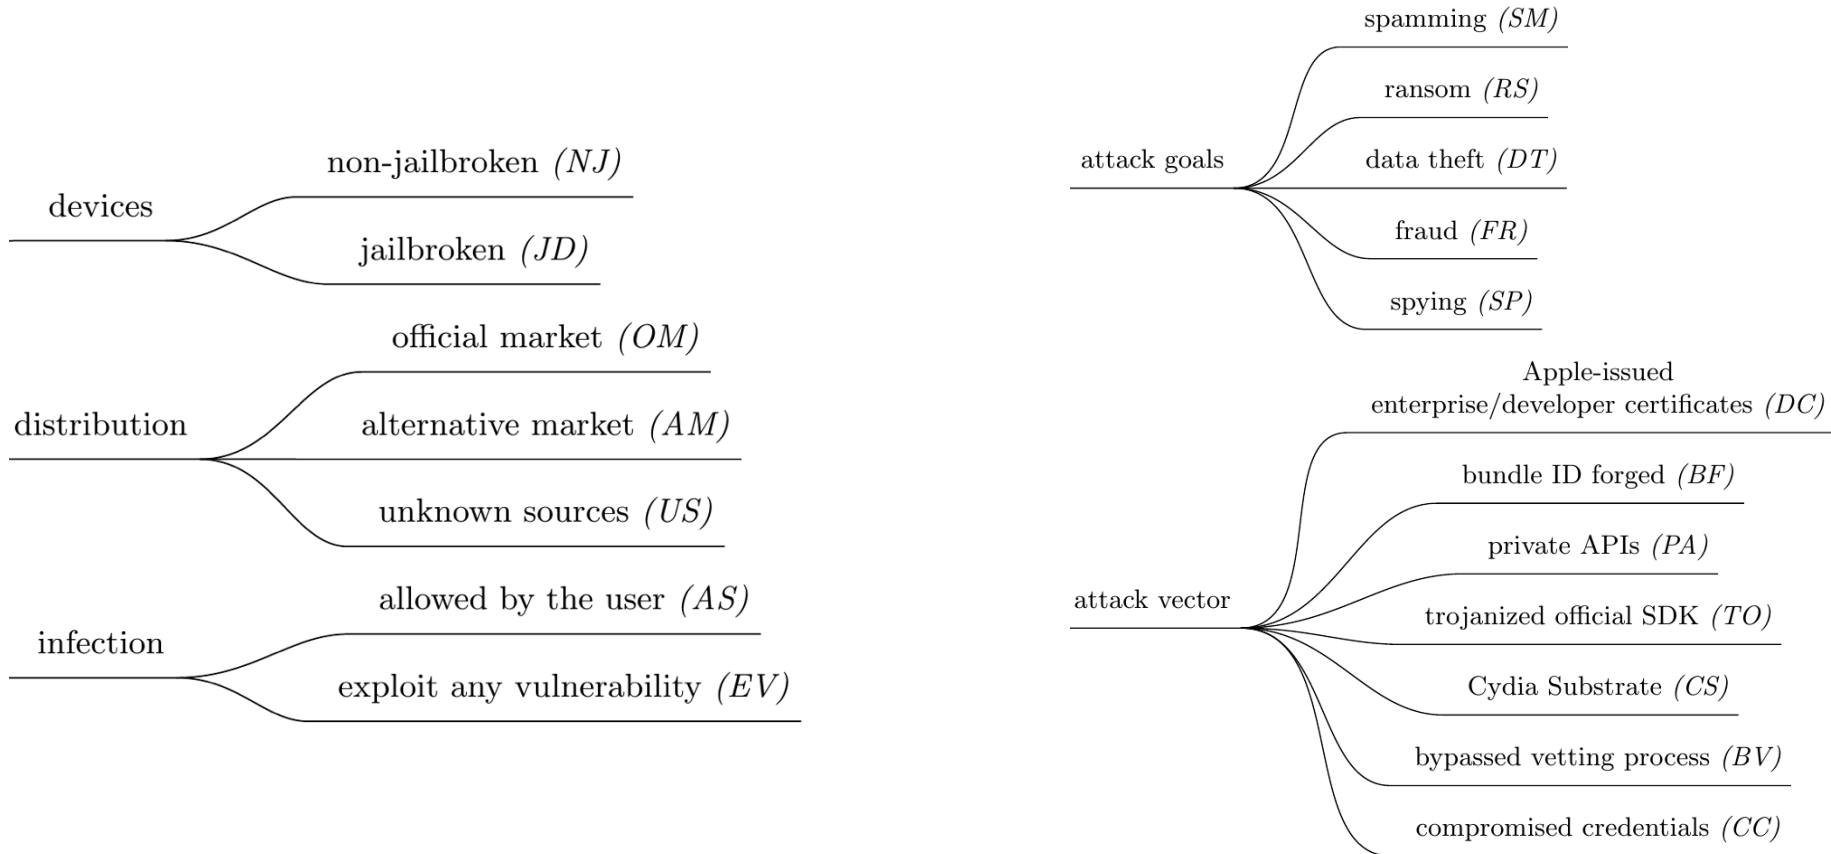 devices
non-jailbroken (NJ)
jailbroken (JD)
distribution
official market (OM)
alternative market (AM)
unknown sources (US)
infection
allowed by the user (AS)
exploit any vulnerability (EV)
attack goals
spamming (SM)
ransom (RS)
data theft (DT)
fraud (FR)
spying (SP)
attack vector
Apple-issued
enterprise/developer certificates (DC)
bundle ID forged (BF)
private APIs (PA)
trojanized official SDK (TO)
Cydia Substrate (CS)
bypassed vetting process (BV)
compromised credentials (CC)